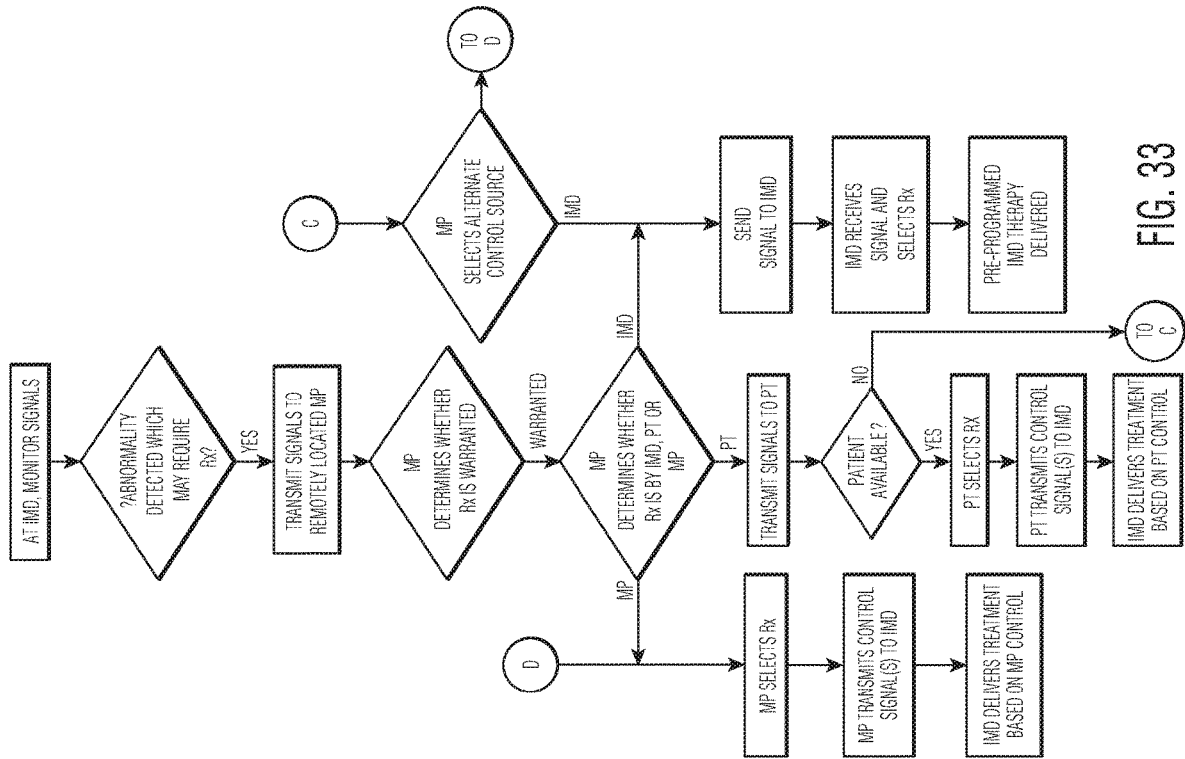 AT IMD, MONITOR SIGNALS
?ABNORMALITY
DETECTED WHICH
MAY REQUIRE
Rx?
YES
TRANSMIT SIGNALS TO
REMOTELY LOCATED MP
MP
DETERMINES WHETHER
Rx IS WARRANTED
WARRANTED
MP
DETERMINES WHETHER
Rx IS BY IMD, PT OR
MP
MP
IMD
PT
D
MP SELECTS Rx
MP TRANSMITS CONTROL
SIGNAL(S) TO IMD
IMD DELIVERS TREATMENT
BASED ON MP CONTROL
TRANSMIT SIGNALS TO PT
PATIENT
AVAILABLE?
NO
YES
TO
C
PT SELECTS RX
PT TRANSMITS CONTROL
SIGNAL(S) TO IMD
IMD DELIVERS TREATMENT
BASED ON PT CONTROL
C
MP
SELECTS ALTERNATE
CONTROL SOURCE
TO
D
IMD
SEND
SIGNAL TO IMD
IMD RECEIVES
SIGNAL AND
SELECTS Rx
PRE-PROGRAMMED
IMD THERAPY
DELIVERED
FIG. 33